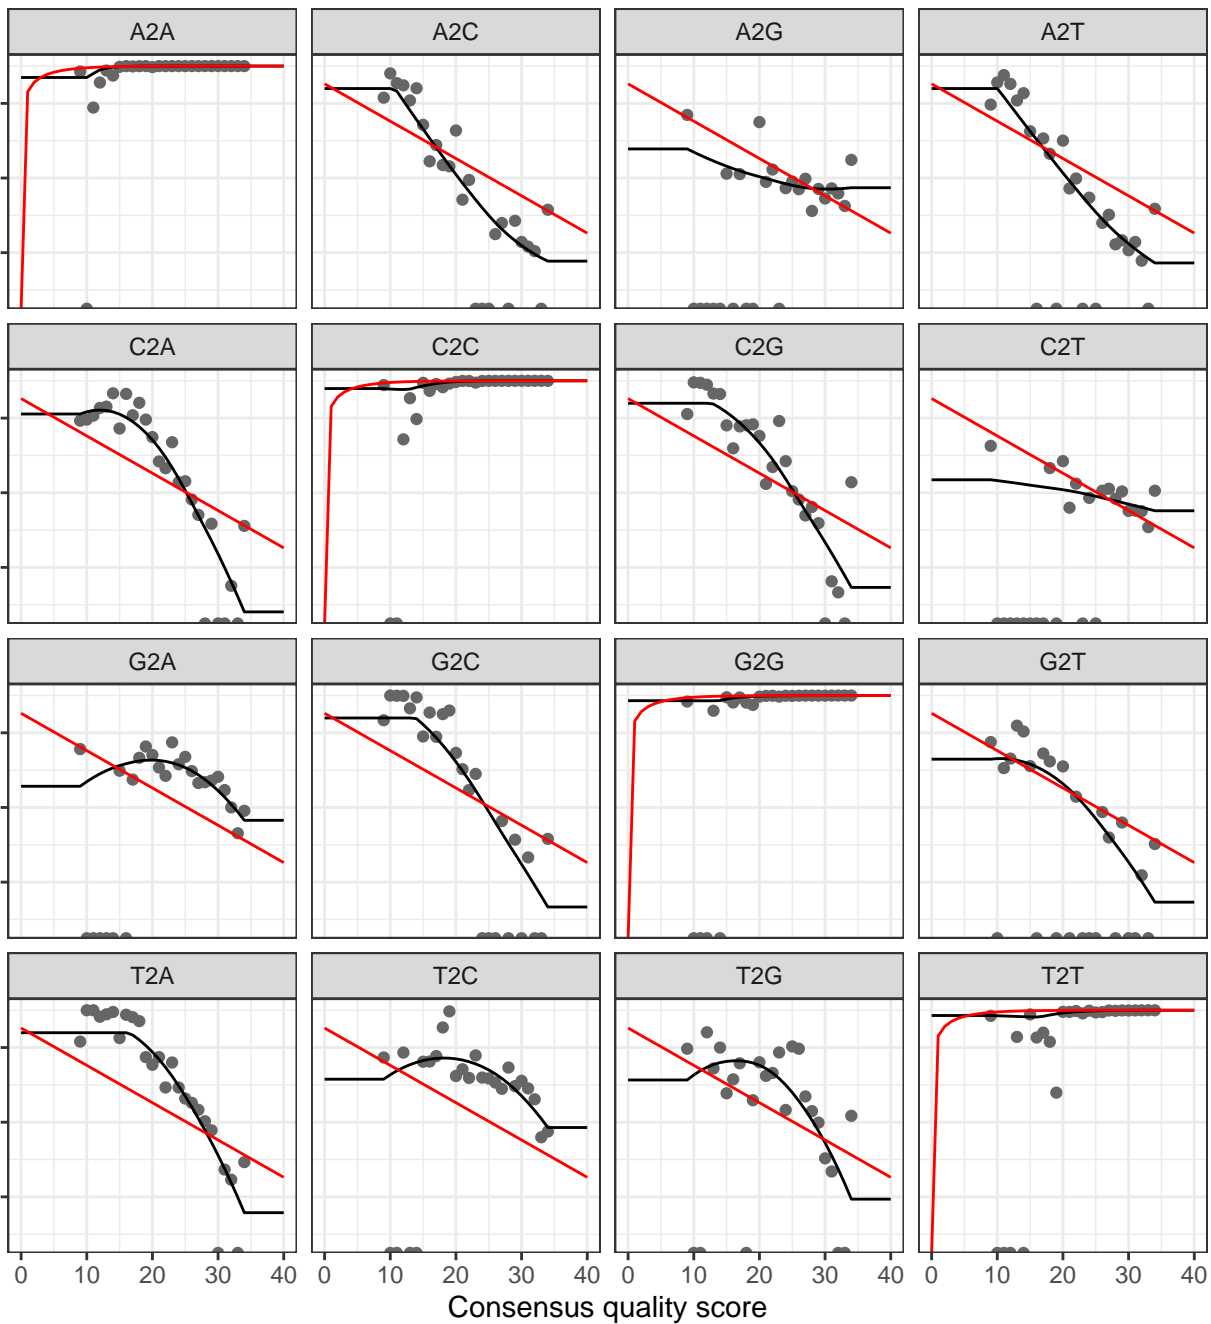 A2A A2C A2G A2T
C2A C2C C2G C2T
G2A G2C G2G G2T
T2A T2C T2G T2T
0 10 20 30 40 0 10 20 30 40 0 10 20 30 40 0 10 20 30 40
Consensus quality score